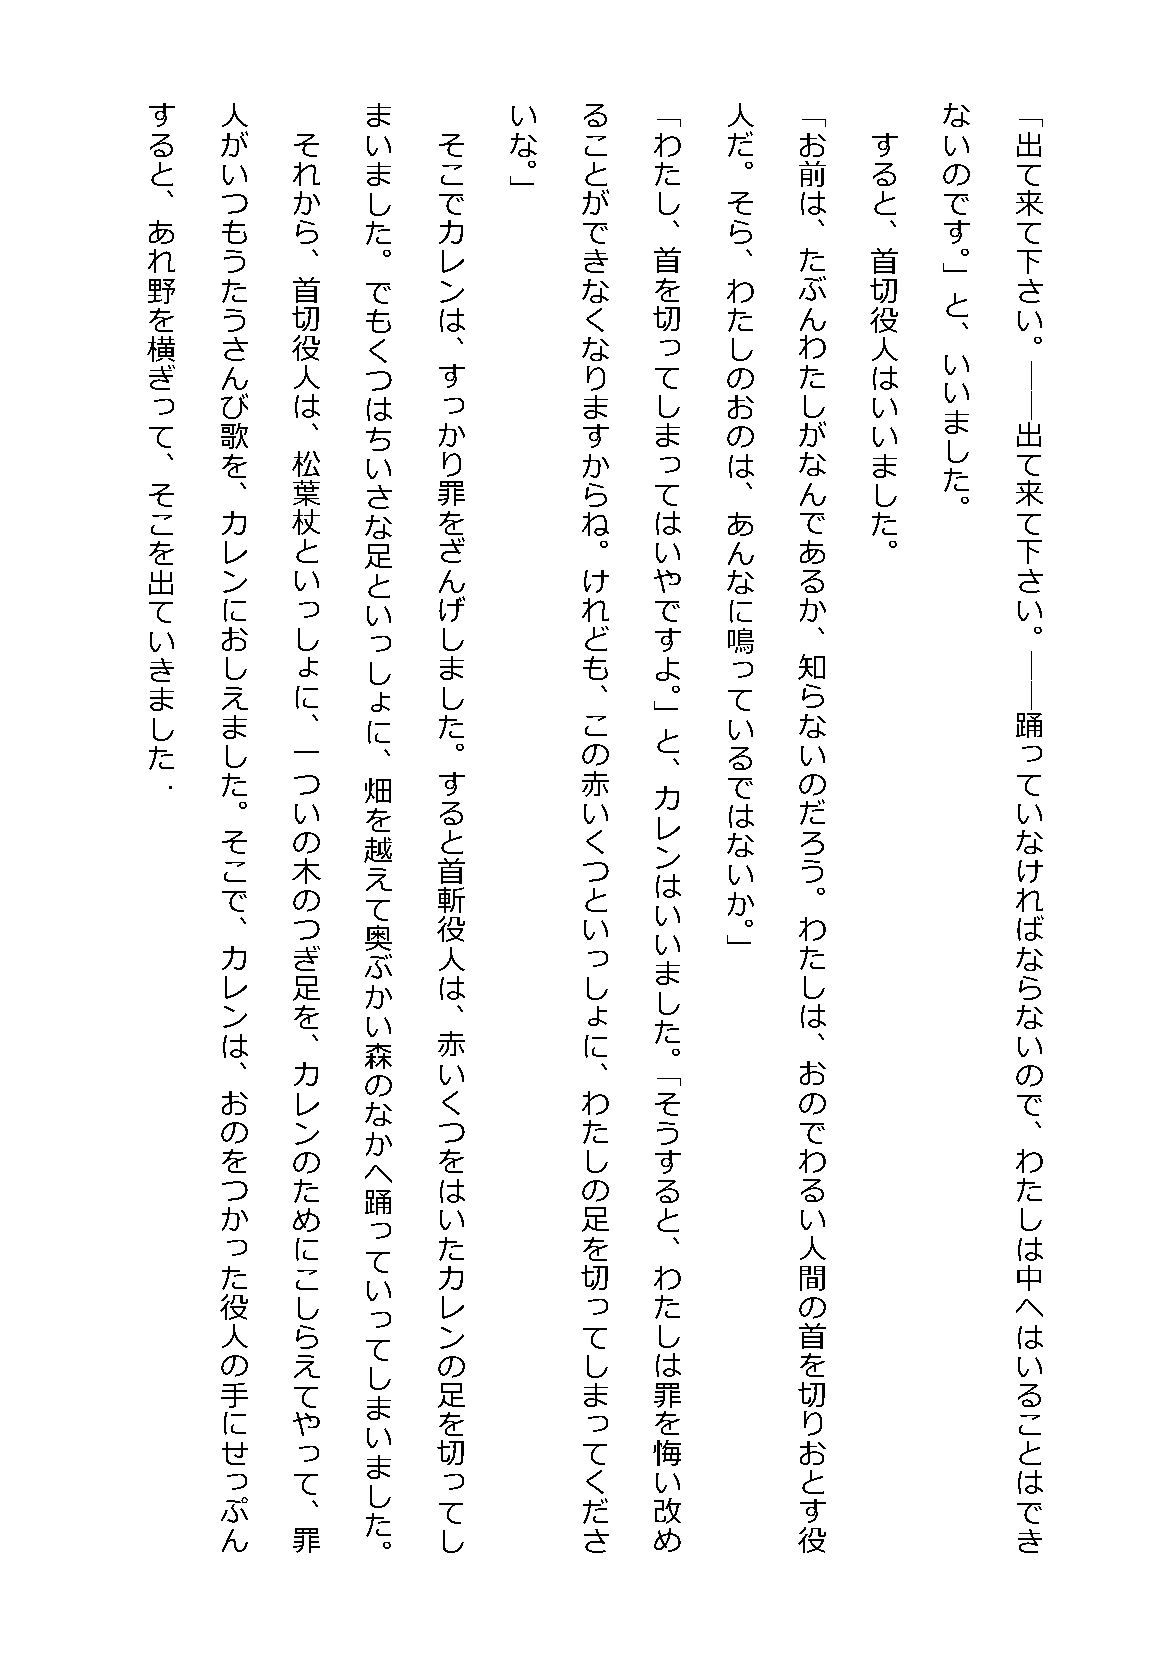 「出て来て下さい。――出て来て下さい。――踊っていなければならないので、わたしは中へはいることはでき
ないのです。」と、いいました。
　すると、首切役人はいいました。
「お前は、たぶんわたしがなんであるか、知らないのだろう。わたしは、おのでわるい人間の首を切りおとす役
人だ。そら、わたしのおのは、あんなに鳴っているではないか。」
「わたし、首を切ってしまってはいやですよ。」と、カレンはいいました。「そうすると、わたしは罪を悔い改め
ることができなくなりますからね。けれども、この赤いくつといっしょに、わたしの足を切ってしまってくださ
いな。」
　そこでカレンは、すっかり罪をざんげしました。すると首斬役人は、赤いくつをはいたカレンの足を切ってし
まいました。でもくつはちいさな足といっしょに、畑を越えて奥ぶかい森のなかへ踊っていってしまいました。
　それから、首切役人は、松葉杖といっしょに、一ついの木のつぎ足を、カレンのためにこしらえてやって、罪
人がいつもうたうさんび歌を、カレンにおしえました。そこで、カレンは、おのをつかった役人の手にせっぷん
すると、あれ野を横ぎって、そこを出ていきました．